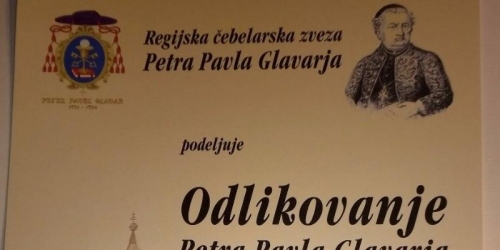 Regijska čebelarska zveza
Petra Pavla Glavarja
PETER PAVEL GLAVAR
podeljuje
Odlikovanje
Petra Pavla Glavarja